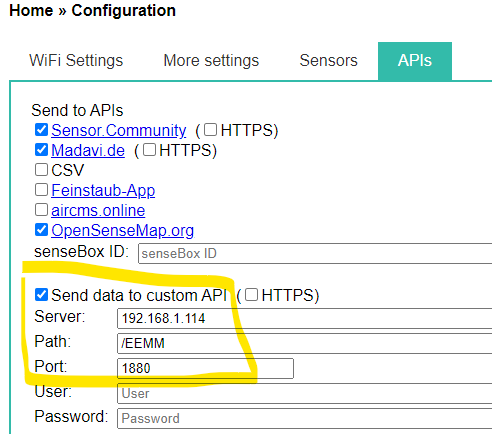 Home » Configuration
WiFi Settings More settings Sensors APIs
Send to APIs
Sensor.Community (HTTPS)
Madavi.de (HTTPS)
CSV
Feinstaub-App
aircms.online
OpenSenseMap.org
senseBox ID: senseBox ID
Send data to custom API (HTTPS)
Server: 192.168.1.114
Path: /EEMM
Port: 1880
User: User
Password: Password